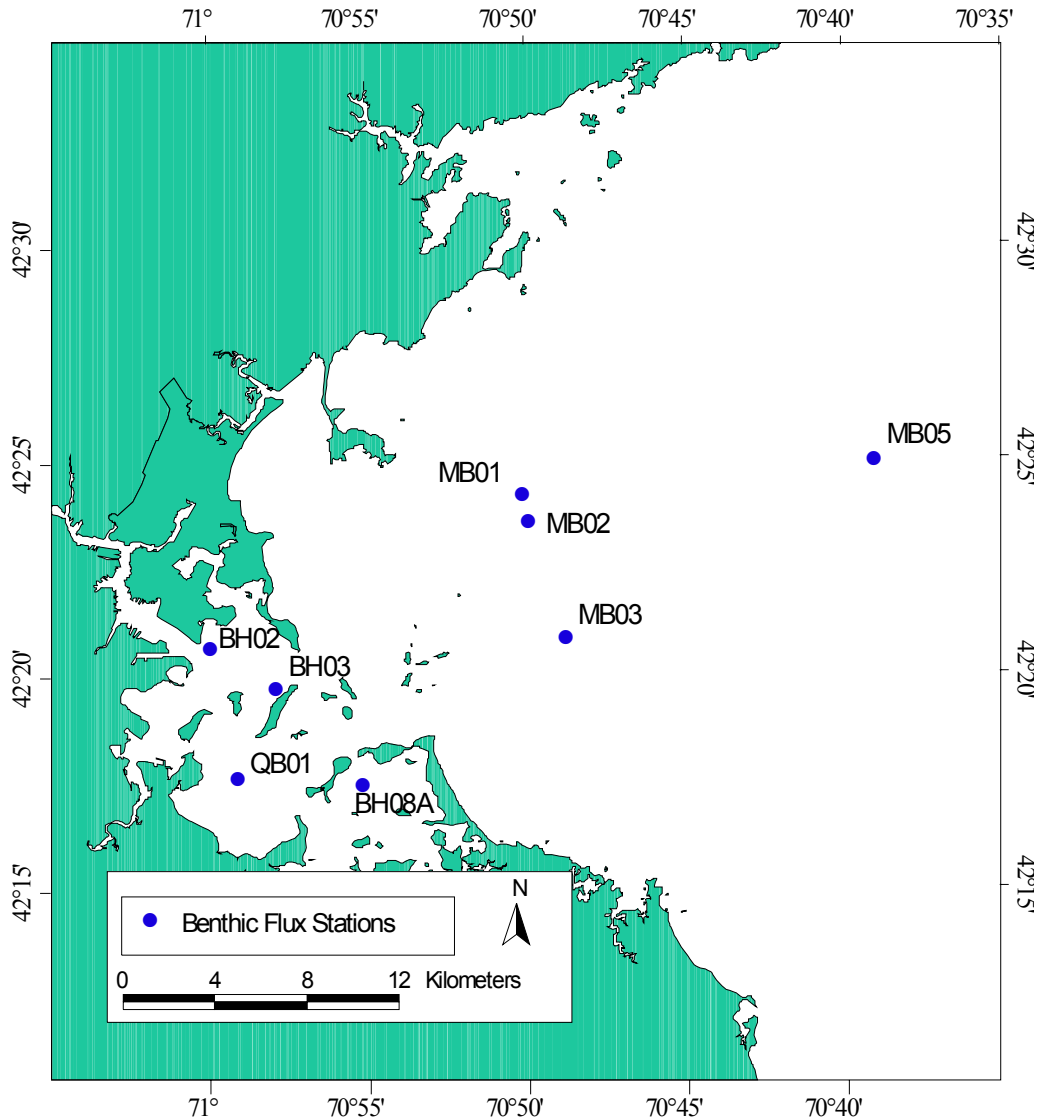 71° 70°55' 70°50' 70°45' 70°40' 70°35'
42°30' 42°30'
MB05
42°25' 42°25'
MB01
MB02
MB03
BH02
BH03
42°20' 42°20'
QB01
BH08A
42°15' 42°15'
N
Benthic Flux Stations
0 4 8 12 Kilometers
71° 70°55' 70°50' 70°45' 70°40'